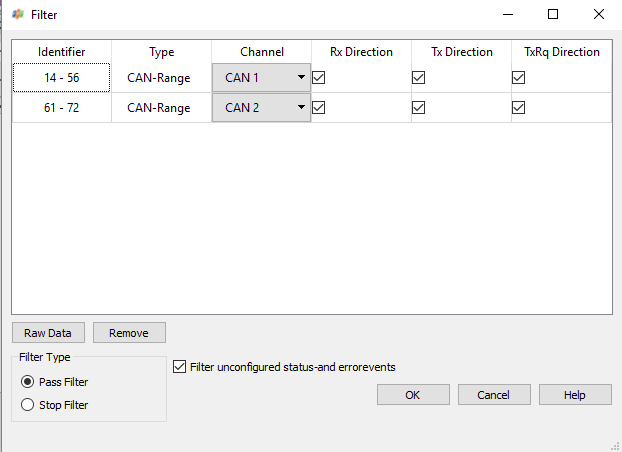 Filter
Identifier Type Channel Rx Direction Tx Direction TxRq Direction
14 - 56 CAN-Range CAN 1
61 - 72 CAN-Range CAN 2
Raw Data Remove
Filter Type
Filter unconfigured status-and errorevents
Pass Filter
OK Cancel Help
Stop Filter